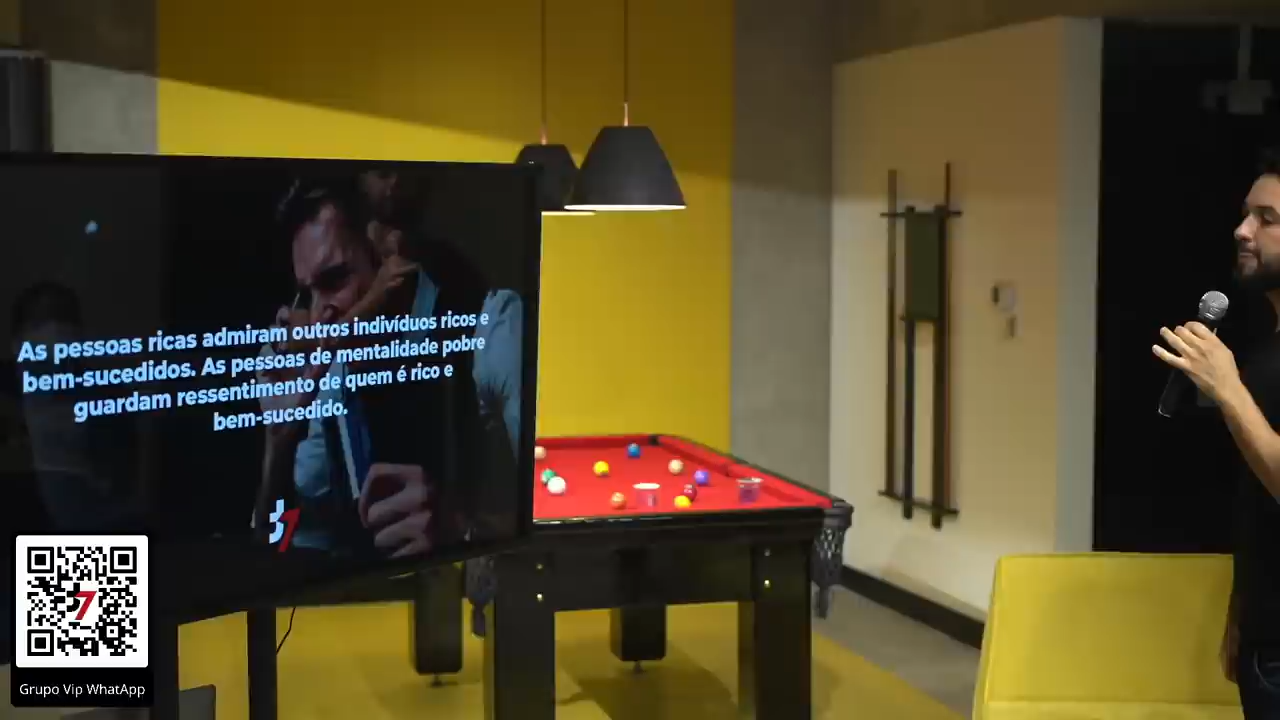 As pessoas ricas admiram outros indivíduos ricos e
bem-sucedidos. As pessoas de mentalidade pobre
guardam ressentimento de quem é rico e
bem-sucedido.
Grupo Vip WhatApp